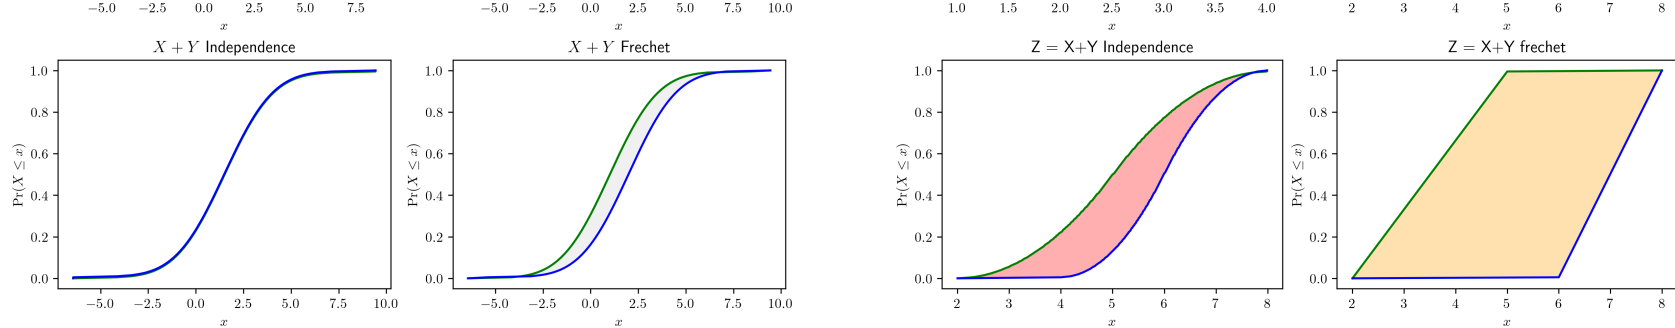 −5.0 −2.5 0.0 2.5 5.0 7.5
x
−5.0 −2.5 0.0 2.5 5.0 7.5 10.0
x
1.0 1.5 2.0 2.5 3.0 3.5 4.0
x
2 3 4 5 6 7 8
x
X + Y Independence
1.0
0.8
0.6
0.4
0.2
0.0
Pr(X ≤ x)
−5.0 −2.5 0.0 2.5 5.0 7.5 10.0
x
X + Y Frechet
1.0
0.8
0.6
0.4
0.2
0.0
Pr(X ≤ x)
−5.0 −2.5 0.0 2.5 5.0 7.5 10.0
x
Z = X+Y Independence
1.0
0.8
0.6
0.4
0.2
0.0
Pr(X ≤ x)
2 3 4 5 6 7 8
x
Z = X+Y frechet
1.0
0.8
0.6
0.4
0.2
0.0
Pr(X ≤ x)
2 3 4 5 6 7 8
x